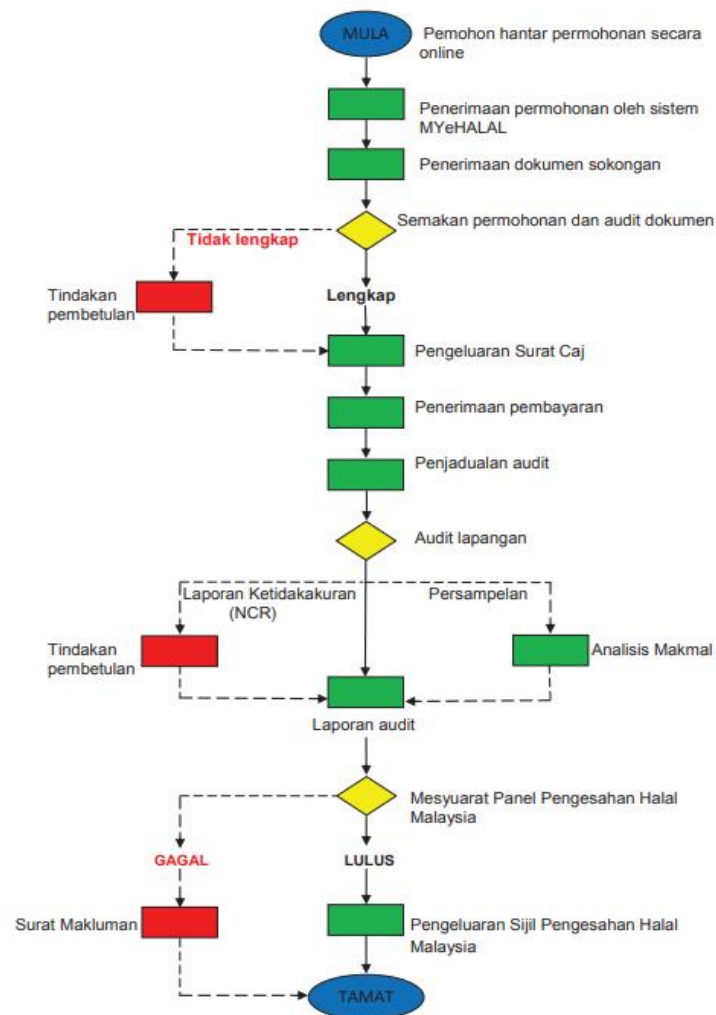 MULA
Pemohon hantar permohonan secara
online
Penerimaan permohonan oleh sistem
MYeHALAL
Penerimaan dokumen sokongan
Semakan permohonan dan audit dokumen
Tidak lengkap
Tindakan
pembetulan
Lengkap
Pengeluaran Surat Caj
Penerimaan pembayaran
Penjadualan audit
Audit lapangan
Laporan Ketidakakuran
(NCR)
Persampelan
Tindakan
pembetulan
Analisis Makmal
Laporan audit
Mesyuarat Panel Pengesahan Halal
Malaysia
GAGAL
LULUS
Surat Makluman
Pengeluaran Sijil Pengesahan Halal
Malaysia
TAMAT